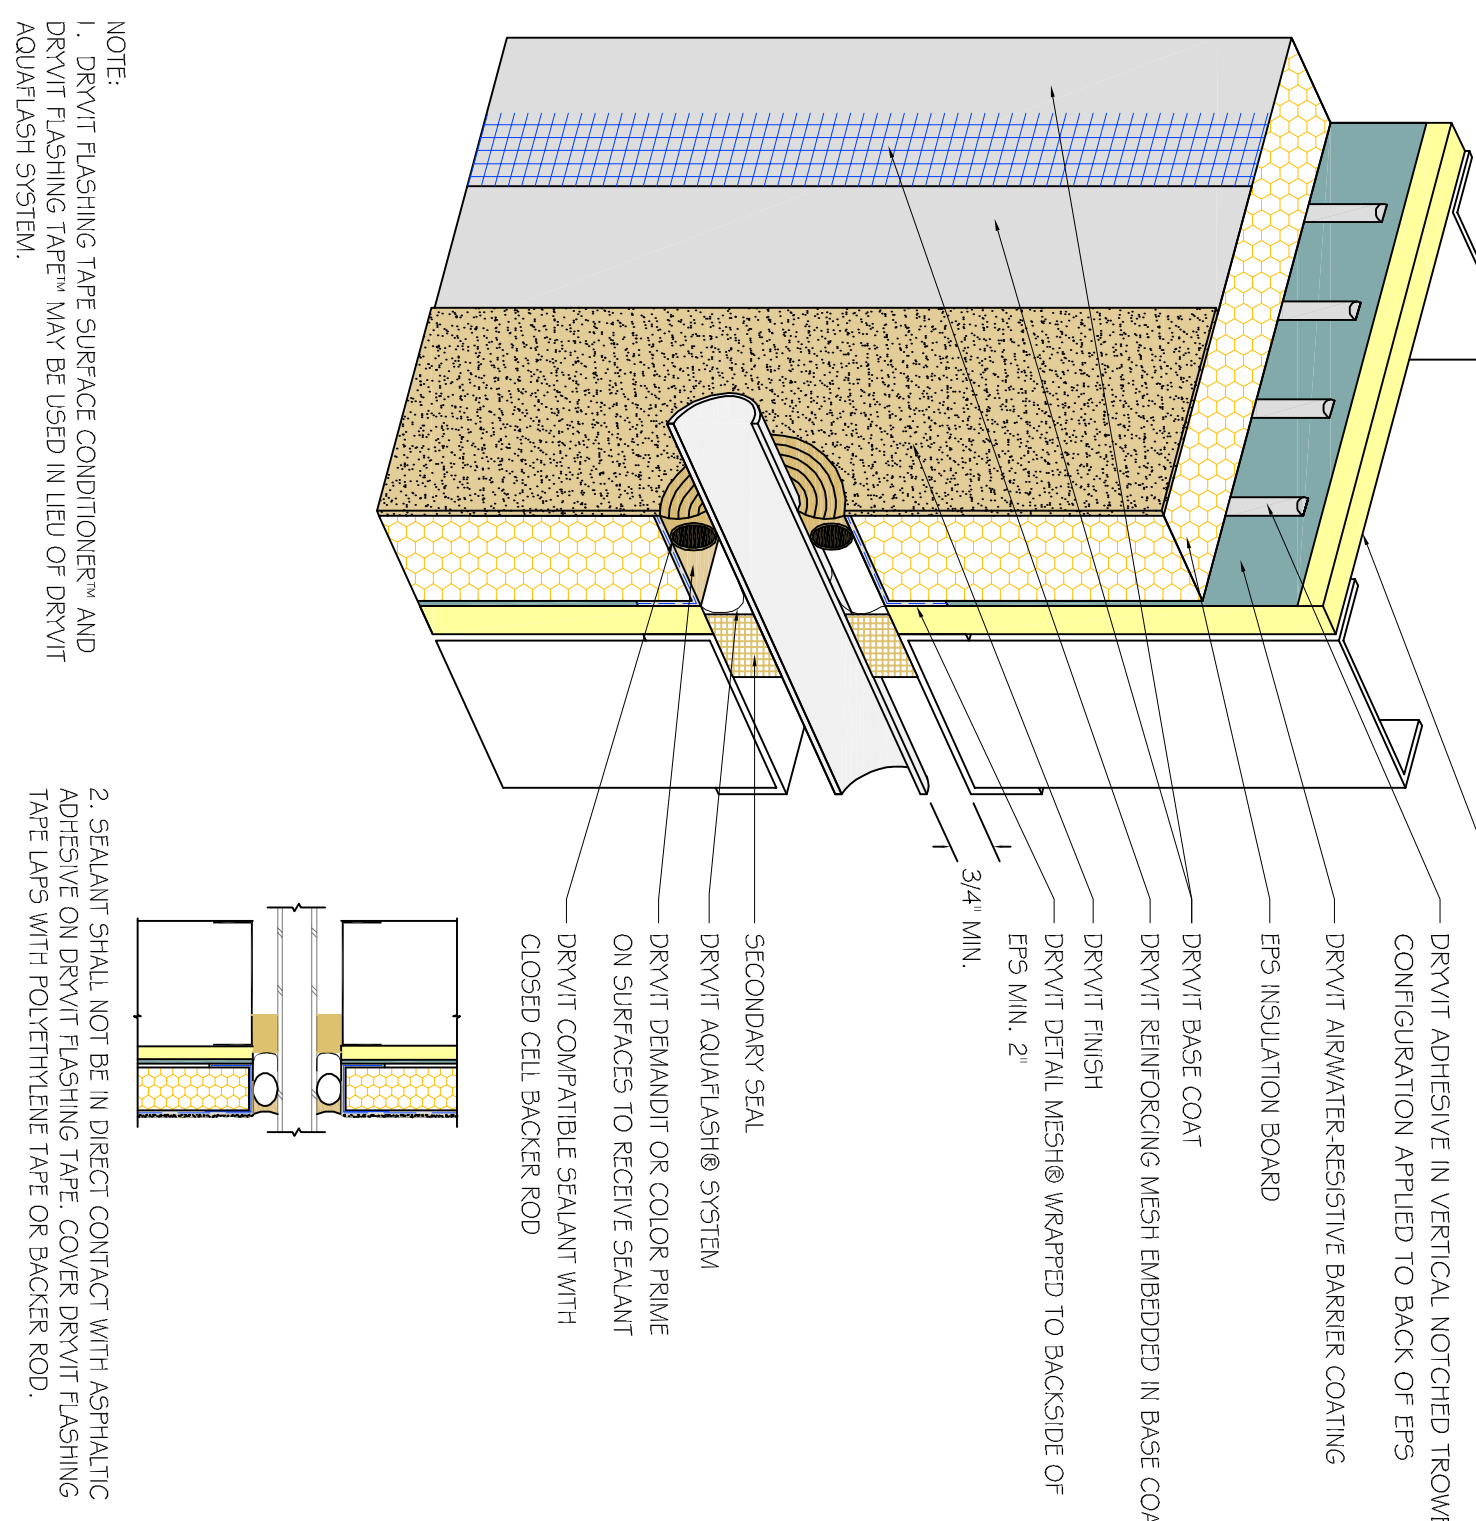 DRYVIT ADHESIVE IN VERTICAL NOTCHED
CONFIGURATION APPLIED TO BACK OF EPS
DRYVIT AIR/WATER-RESISTIVE BARRIER COATING
EPS INSULATION BOARD
DRYVIT BASE COAT
DRYVIT REINFORCING MESH EMBEDDED IN BASE
DRYVIT FINISH
DRYVIT DETAIL MESH® WRAPPED TO BACKSIDE OF
EPS MIN. 2"
3/4" MIN.
SECONDARY SEAL
DRYVIT AQUAFLASH® SYSTEM
DRYVIT DEMANDIT OR COLOR PRIME
ON SURFACES TO RECEIVE SEALANT
DRYVIT COMPATIBLE SEALANT WITH
CLOSED CELL BACKER ROD
NOTE:
1. DRYVIT FLASHING TAPE SURFACE CONDITIONER™ AND
DRYVIT FLASHING TAPE™ MAY BE USED IN LIEU OF DRYVIT
AQUAFLASH SYSTEM.
2. SEALANT SHALL NOT BE IN DIRECT CONTACT WITH ASPHALTIC
ADHESIVE ON DRYVIT FLASHING TAPE. COVER DRYVIT FLASHING
TAPE LAPS WITH POLYETHYLENE TAPE OR BACKER ROD.